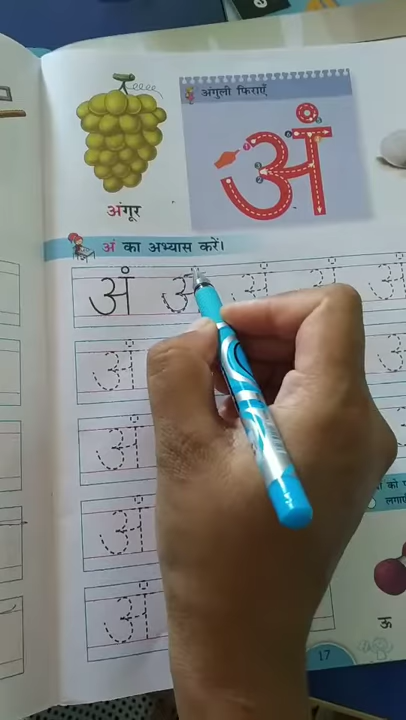 अंगुली फिराएँ
अं
अंगूर
अं का अभ्यास करें।
अं अं अं अं अं
अं
अं
अं
अं
ऊ
17